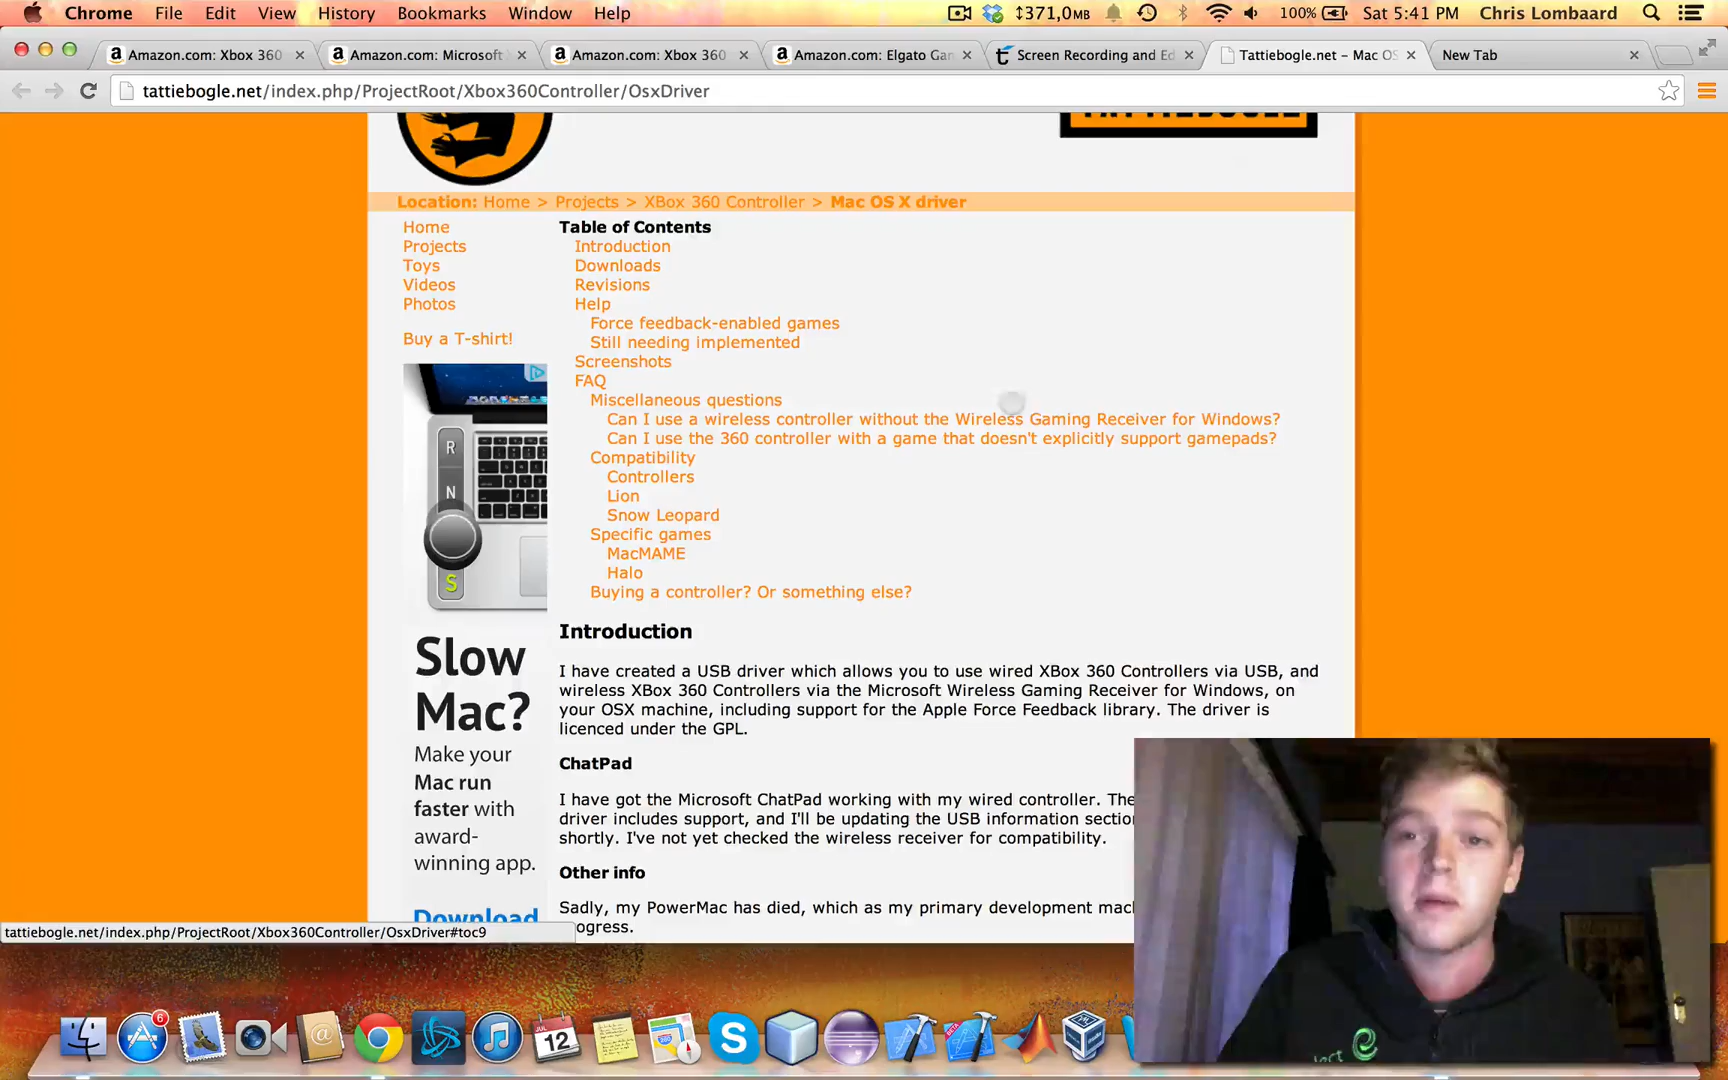 Chrome File Edit View History Bookmarks Window Help 371,0MB 100% Sat 5:41 PM Chris Lombaard
Amazon.com: Xbox 360 Amazon.com: Microsoft Amazon.com: Xbox 360 Amazon.com: Elgato Gam Screen Recording and Ed Tattiebogle.net – Mac OS New Tab
tattiebogle.net/index.php/ProjectRoot/Xbox360Controller/OsxDriver
TATTIEBOGLE
Location: Home > Projects > XBox 360 Controller > Mac OS X driver
Home
Projects
Toys
Videos
Photos
Buy a T-shirt!
R
N
S
Slow
Mac?
Make your
Mac run
faster with
award-
winning app.
Download
Table of Contents
Introduction
Downloads
Revisions
Help
Force feedback-enabled games
Still needing implemented
Screenshots
FAQ
Miscellaneous questions
Can I use a wireless controller without the Wireless Gaming Receiver for Windows?
Can I use the 360 controller with a game that doesn't explicitly support gamepads?
Compatibility
Controllers
Lion
Snow Leopard
Specific games
MacMAME
Halo
Buying a controller? Or something else?
Introduction
I have created a USB driver which allows you to use wired XBox 360 Controllers via USB, and
wireless XBox 360 Controllers via the Microsoft Wireless Gaming Receiver for Windows, on
your OSX machine, including support for the Apple Force Feedback library. The driver is
licenced under the GPL.
ChatPad
I have got the Microsoft ChatPad working with my wired controller. The
driver includes support, and I'll be updating the USB information section
shortly. I've not yet checked the wireless receiver for compatibility.
Other info
Sadly, my PowerMac has died, which as my primary development mach
ogress.
tattiebogle.net/index.php/ProjectRoot/Xbox360Controller/OsxDriver#toc9
6
JUL
12
360
BETA